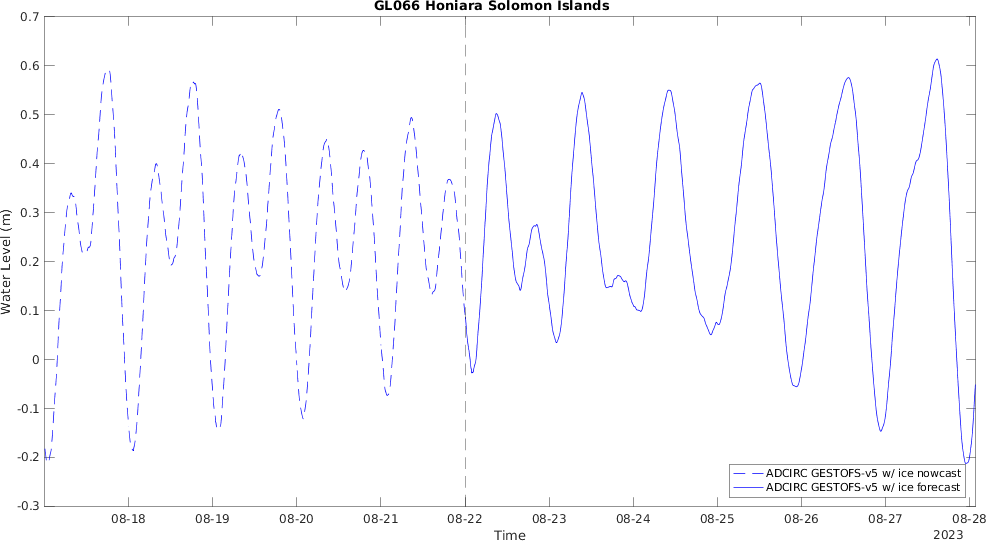 GL066 Honiara Solomon Islands
0.7
0.6
0.5
0.4
0.3
0.2
0.1
0
-0.1
-0.2
-0.3
Water Level (m)
ADCIRC GESTOFS-v5 w/ ice nowcast
ADCIRC GESTOFS-v5 w/ ice forecast
08-18 08-19 08-20 08-21 08-22 08-23 08-24 08-25 08-26 08-27 08-28
Time
2023